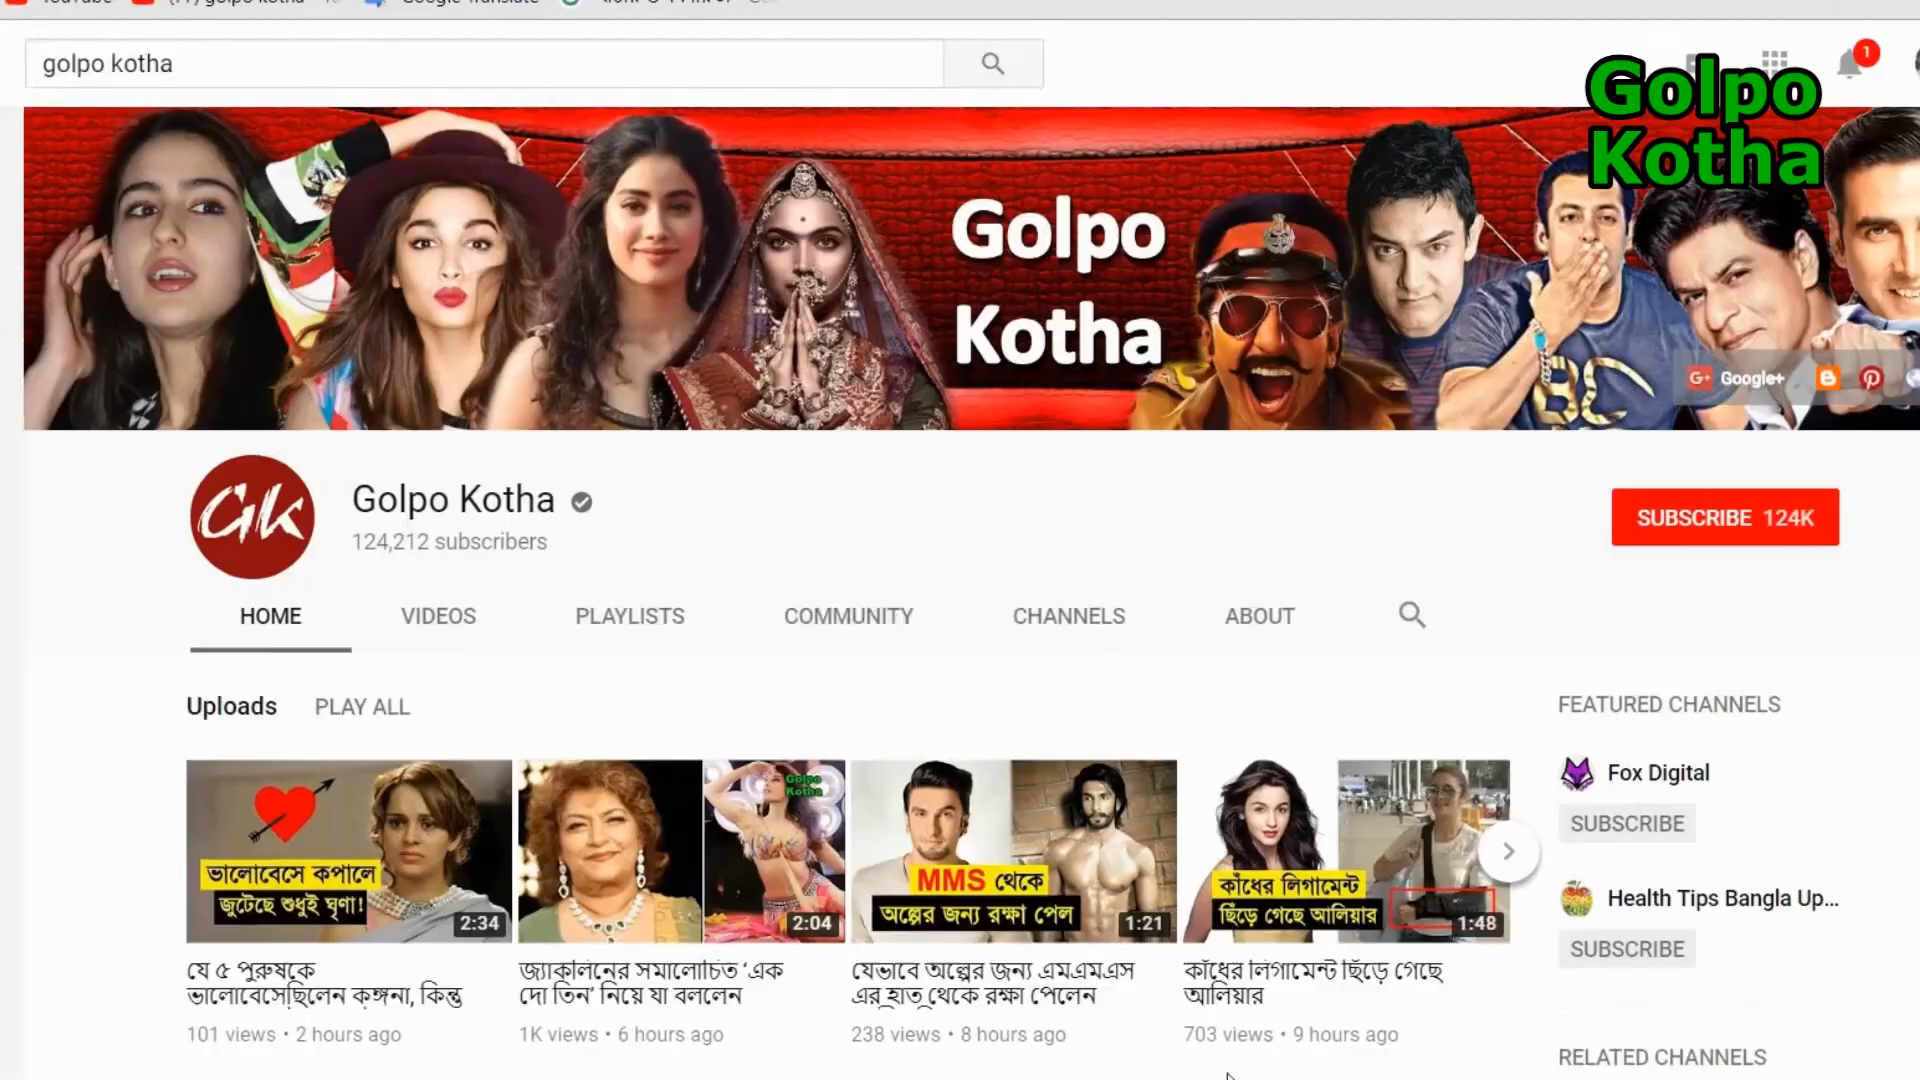 golpo kotha
1
Golpo
Kotha
Golpo
Kotha
Google+
GK
Golpo Kotha
124,212 subscribers
SUBSCRIBE 124K
HOME
VIDEOS
PLAYLISTS
COMMUNITY
CHANNELS
ABOUT
Uploads
PLAY ALL
ভালোবেসে কপালে
জুটেছে শুধুই ঘৃণা!
2:34
Golpo
Kotha
2:04
MMS থেকে
অল্পের জন্য রক্ষা পেল
1:21
কাঁধের লিগামেন্ট
ছিঁড়ে গেছে আলিয়ার
1:48
যে ৫ পুরুষকে
ভালোবেসেছিলেন কঙ্গনা, কিন্তু
101 views • 2 hours ago
জ্যাকলিনের সমালোচিত ‘এক
দো তিন’ নিয়ে যা বললেন
1K views • 6 hours ago
যেভাবে অল্পের জন্য এমএমএস
এর হাত থেকে রক্ষা পেলেন
238 views • 8 hours ago
কাঁধের লিগামেন্ট ছিঁড়ে গেছে
আলিয়ার
703 views • 9 hours ago
FEATURED CHANNELS
Fox Digital
SUBSCRIBE
Health Tips Bangla Up...
SUBSCRIBE
RELATED CHANNELS